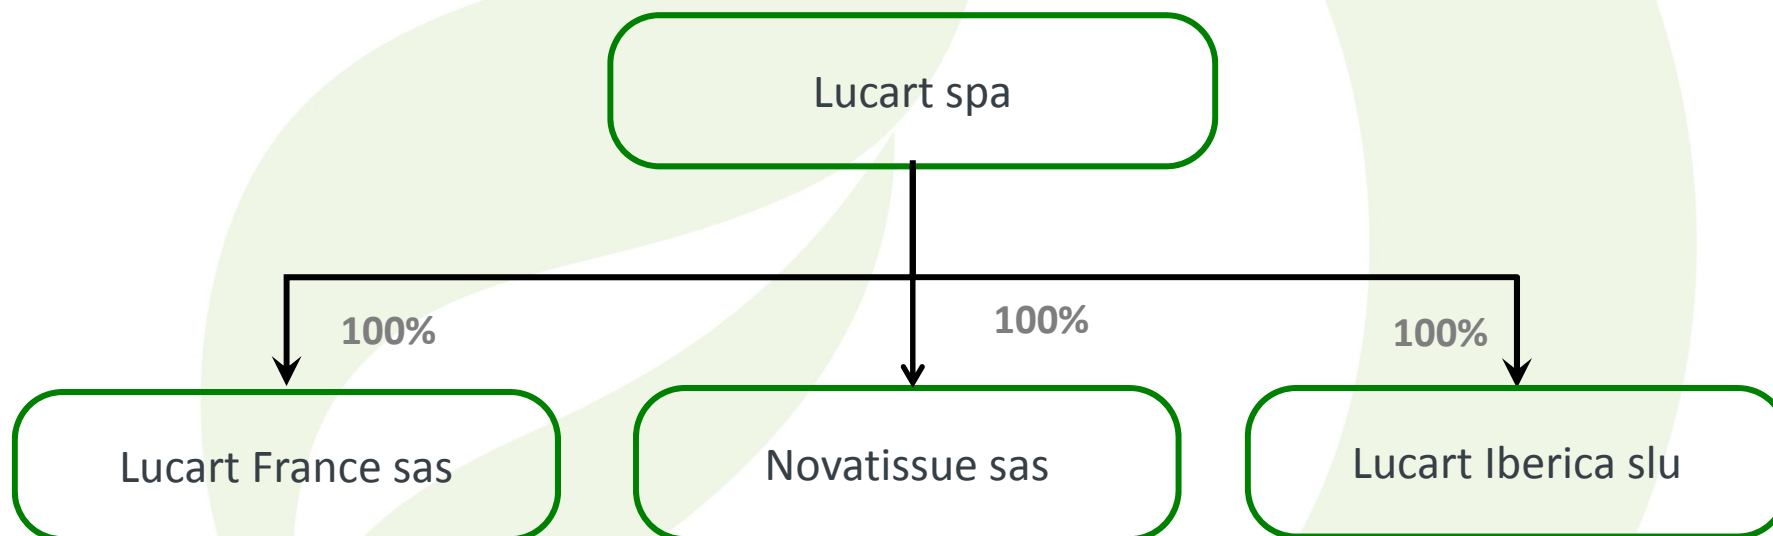 Lucart spa
100%
100%
100%
Lucart France sas
Novatissue sas
Lucart Iberica slu